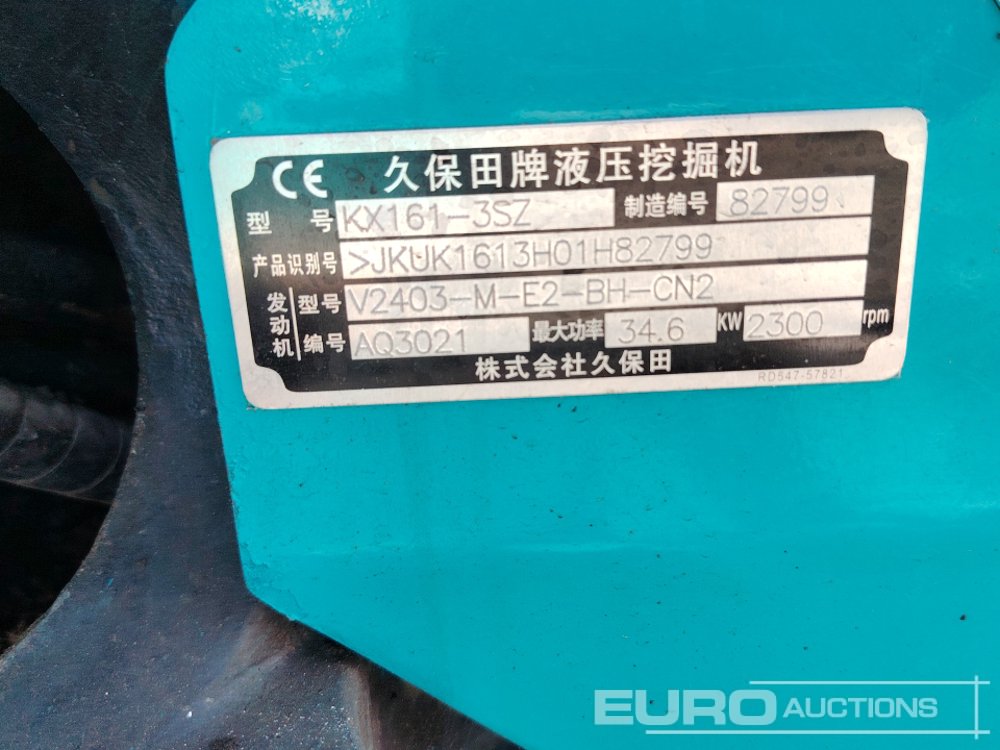 CE 久保田牌液压挖掘机
型 号 KX161-3SZ 制造编号 82799
产品识别号 >JKUK1613H01H82799
发动机 型号 V2403-M-E2-BH-CN2
编号 AQ3021 最大功率 34.6 KW 2300 rpm
株式会社久保田
RD547-57821
EURO AUCTIONS